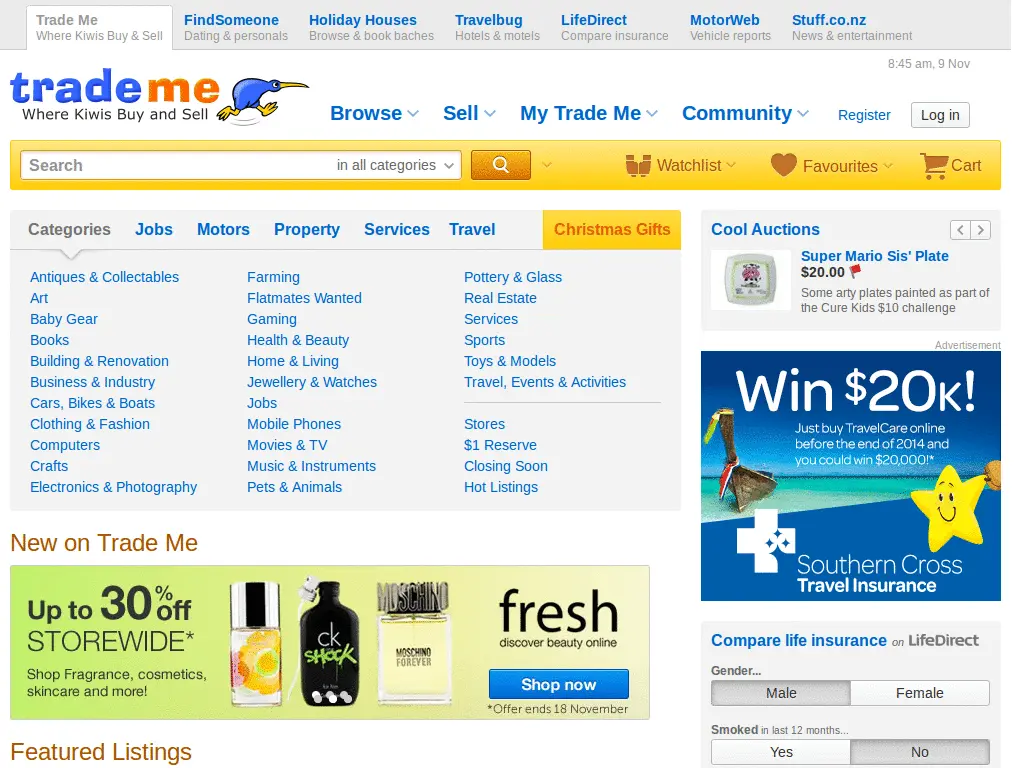 Trade Me
Where Kiwis Buy & Sell
FindSomeone
Dating & personals
Holiday Houses
Browse & book baches
Travelbug
Hotels & motels
LifeDirect
Compare insurance
MotorWeb
Vehicle reports
Stuff.co.nz
News & entertainment
8:45 am, 9 Nov
trade me
Where Kiwis Buy and Sell
Browse
Sell
My Trade Me
Community
Register
Log in
Search
in all categories
Watchlist
Favourites
Cart
Categories
Jobs
Motors
Property
Services
Travel
Christmas Gifts
Antiques & Collectables
Art
Baby Gear
Books
Building & Renovation
Business & Industry
Cars, Bikes & Boats
Clothing & Fashion
Computers
Crafts
Electronics & Photography
Farming
Flatmates Wanted
Gaming
Health & Beauty
Home & Living
Jewellery & Watches
Jobs
Mobile Phones
Movies & TV
Music & Instruments
Pets & Animals
Pottery & Glass
Real Estate
Services
Sports
Toys & Models
Travel, Events & Activities
Stores
$1 Reserve
Closing Soon
Hot Listings
Cool Auctions
Super Mario Sis' Plate
$20.00
Some arty plates painted as part of
the Cure Kids $10 challenge
Advertisement
Win $20K!
Just buy TravelCare online
before the end of 2014 and
you could win $20,000!*
Southern Cross
Travel Insurance
New on Trade Me
Up to 30% off
STOREWIDE*
Shop Fragrance, cosmetics,
skincare and more!
ck
SHOCK
MOSCHINO
MOSCHINO
FOREVER
fresh
discover beauty online
Shop now
*Offer ends 18 November
Featured Listings
Compare life insurance on LifeDirect
Gender...
Male
Female
Smoked in last 12 months...
Yes
No